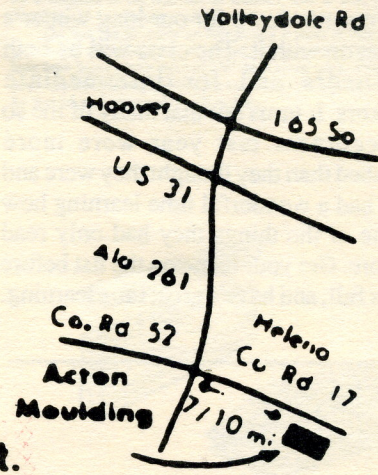 Valleydale Rd
Hoover
I 65 So
US 31
Ala 261
Co. Rd 52
Helena
Co Rd 17
Acton
Moulding
7/10 mi
t.